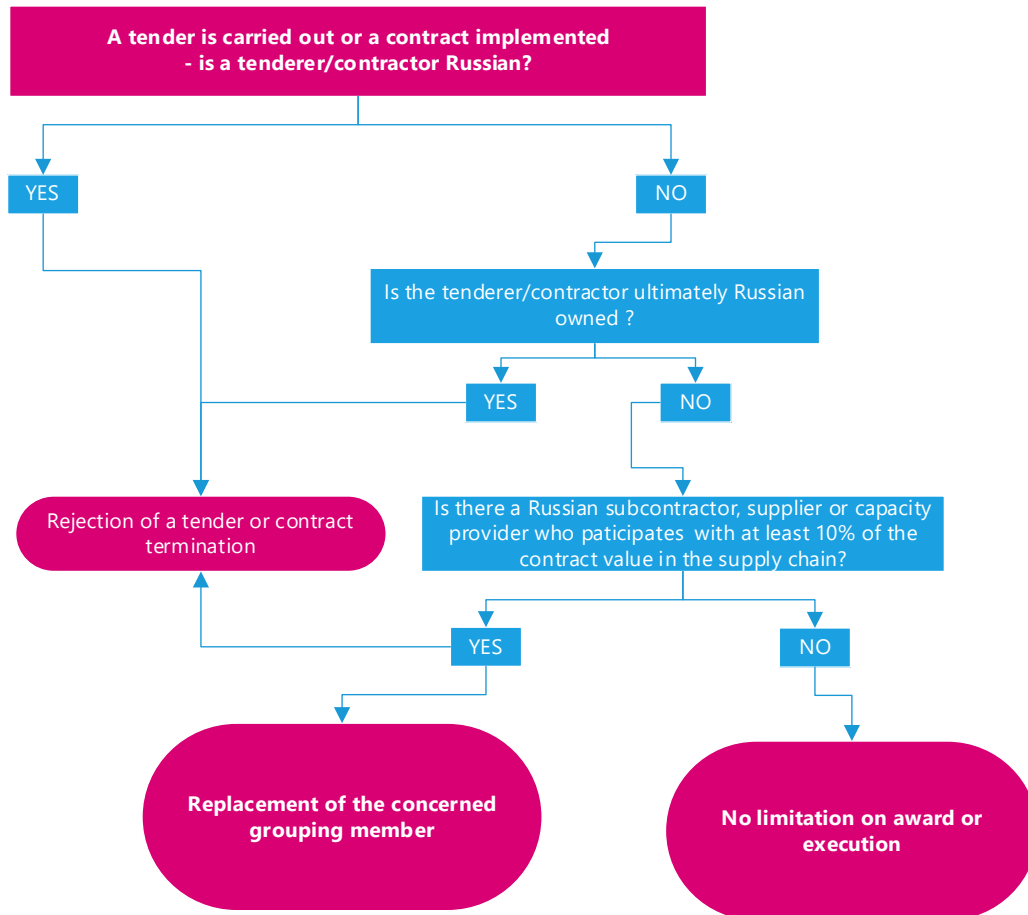 A tender is carried out or a contract implemented
- is a tenderer/contractor Russian?
YES
NO
Is the tenderer/contractor ultimately Russian
owned ?
YES
NO
Rejection of a tender or contract
termination
Is there a Russian subcontractor, supplier or capacity
provider who paticipates with at least 10% of the
contract value in the supply chain?
YES
NO
Replacement of the concerned
grouping member
No limitation on award or
execution